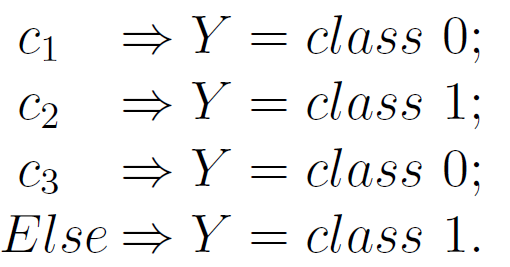 c₁ ⇒ Y = class 0;
c₂ ⇒ Y = class 1;
c₃ ⇒ Y = class 0;
Else ⇒ Y = class 1.